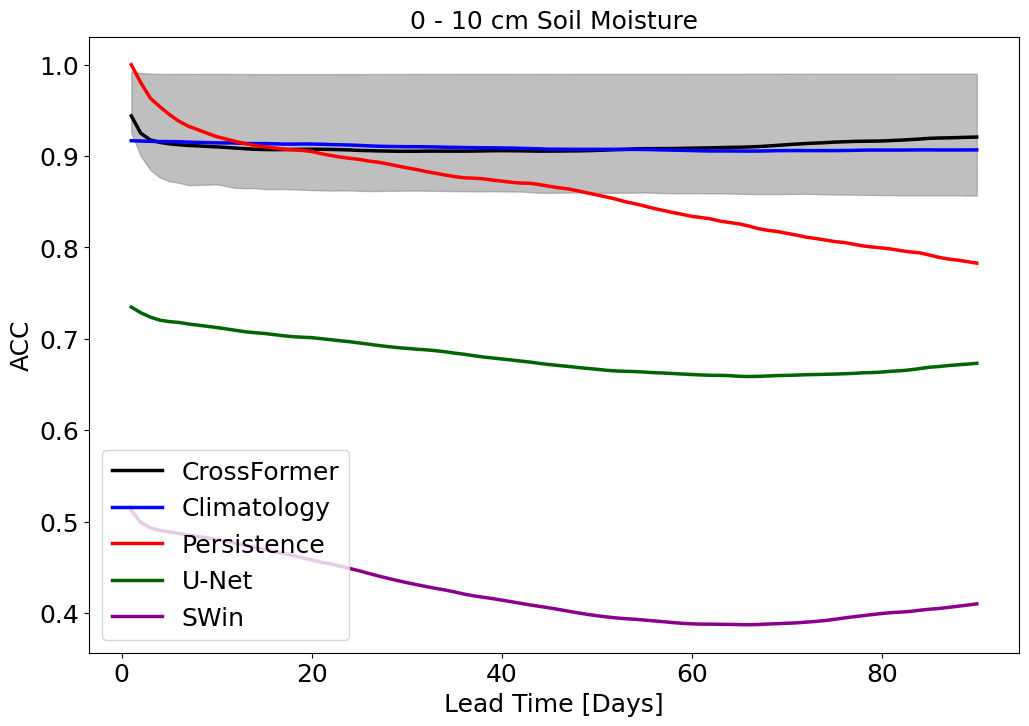 0 - 10 cm Soil Moisture
ACC
1.0
0.9
0.8
0.7
0.6
0.5
0.4
CrossFormer
Climatology
Persistence
U-Net
SWin
0 20 40 60 80
Lead Time [Days]